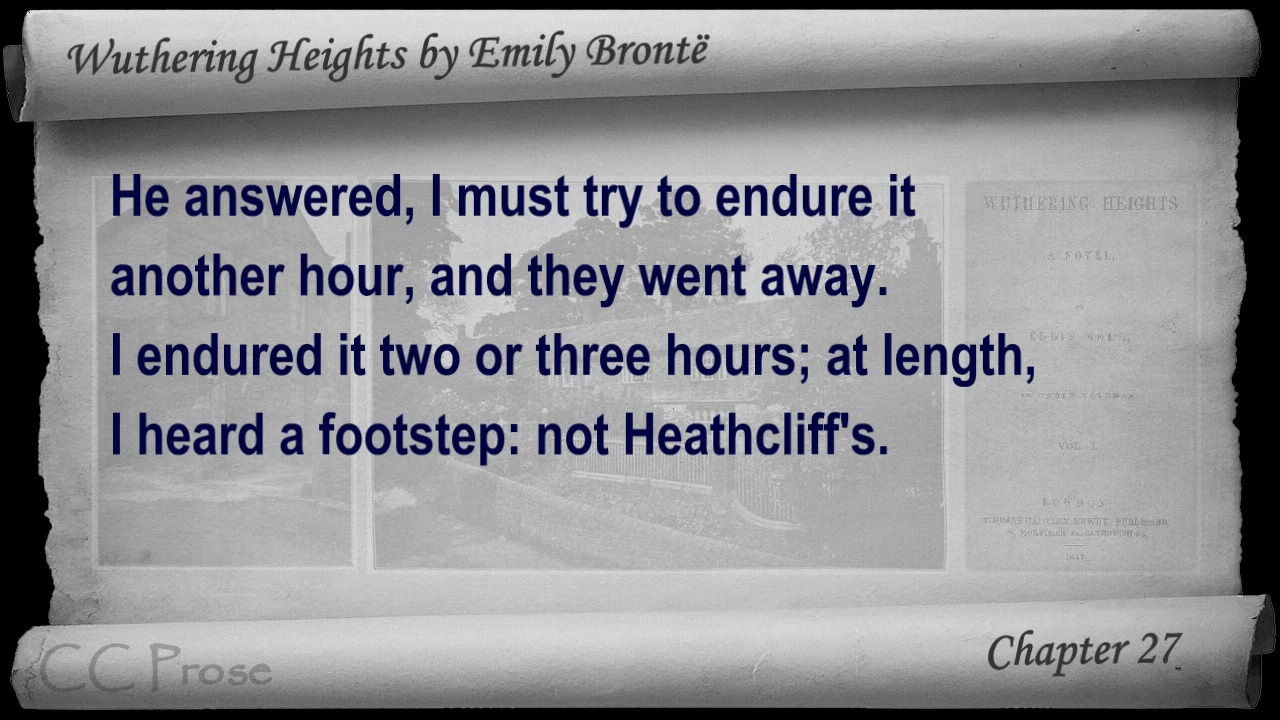 Wuthering Heights by Emily Brontë
He answered, I must try to endure it
another hour, and they went away.
I endured it two or three hours; at length,
I heard a footstep: not Heathcliff's.
WUTHERING HEIGHTS
A NOVEL,
VOL. I.
LONDON:
1847.
CC Prose
Chapter 27